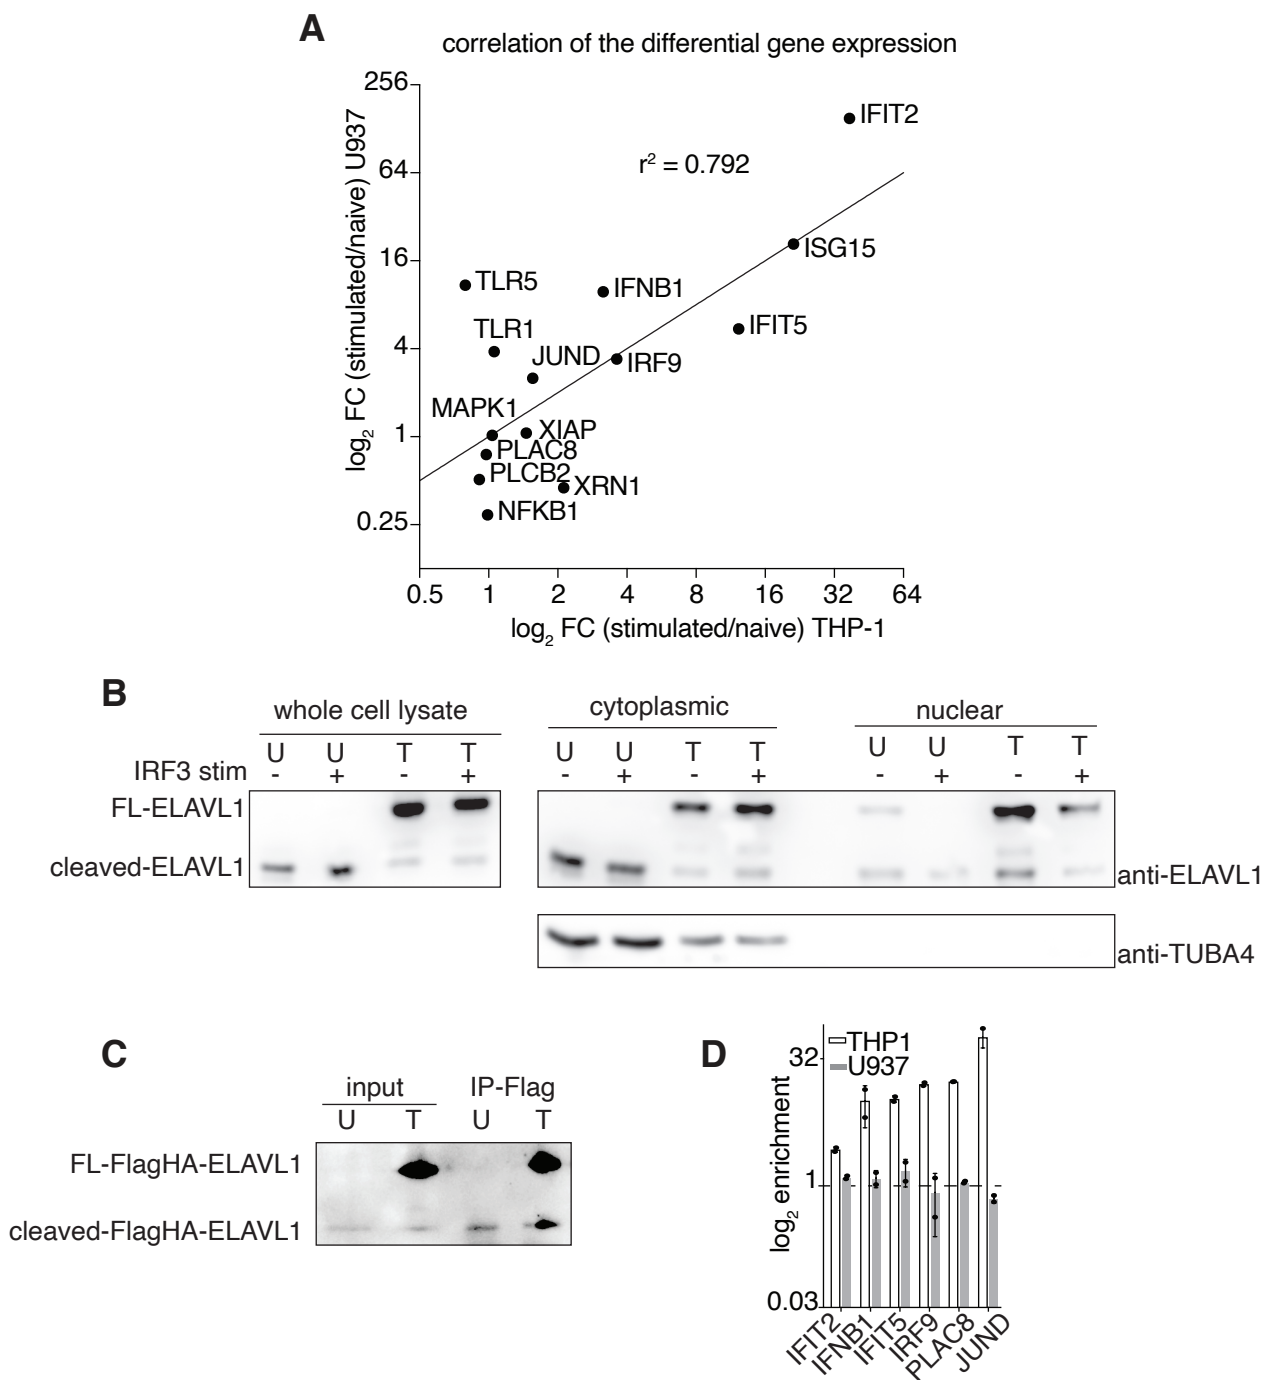 A
correlation of the differential gene expression
256
64
16
4
1
0.25
log2 FC (stimulated/naive) U937
r2 = 0.792
IFIT2
ISG15
TLR5
IFNB1
IFIT5
TLR1
JUND
IRF9
MAPK1
XIAP
PLAC8
PLCB2
XRN1
NFKB1
0.5 1 2 4 8 16 32 64
log2 FC (stimulated/naive) THP-1
B
whole cell lysate cytoplasmic nuclear
U U T T U U T T U U T T
IRF3 stim - + - + - + - + - + - +
FL-ELAVL1
cleaved-ELAVL1
anti-ELAVL1
anti-TUBA4
C
input IP-Flag
U T U T
FL-FlagHA-ELAVL1
cleaved-FlagHA-ELAVL1
D
THP1
U937
32
1
0.03
log2 enrichment
IFIT2
IFNB1
IFIT5
IRF9
PLAC8
JUND